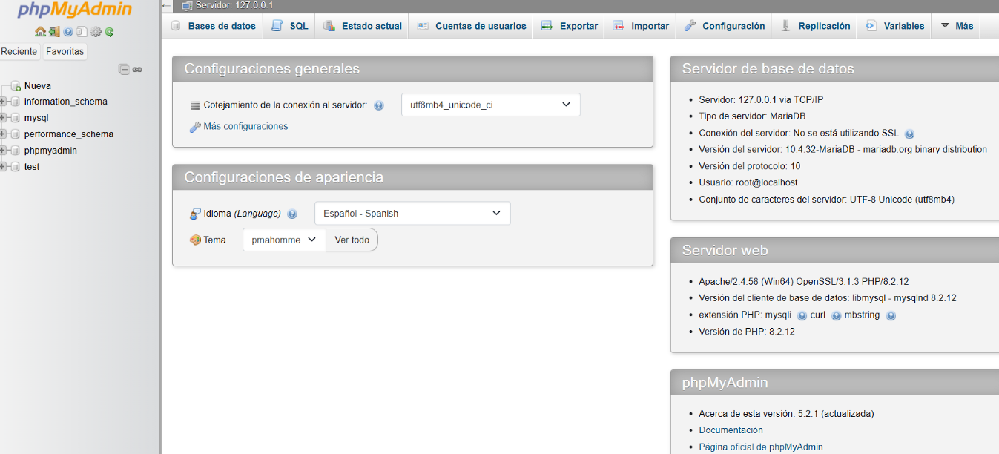 phpMyAdmin
Reciente Favoritas
Nueva
information_schema
mysql
performance_schema
phpmyadmin
test
Servidor: 127.0.0.1
Bases de datos SQL Estado actual Cuentas de usuarios Exportar Importar Configuración Replicación Variables Más
Configuraciones generales
Cotejamiento de la conexión al servidor: utf8mb4_unicode_ci
Más configuraciones
Configuraciones de apariencia
Idioma (Language) Español - Spanish
Tema pmahomme Ver todo
Servidor de base de datos
Servidor: 127.0.0.1 via TCP/IP
Tipo de servidor: MariaDB
Conexión del servidor: No se está utilizando SSL
Versión del servidor: 10.4.32-MariaDB - mariadb.org binary distribution
Versión del protocolo: 10
Usuario: root@localhost
Conjunto de caracteres del servidor: UTF-8 Unicode (utf8mb4)
Servidor web
Apache/2.4.58 (Win64) OpenSSL/3.1.3 PHP/8.2.12
Versión del cliente de base de datos: libmysql - mysqlnd 8.2.12
extensión PHP: mysqli curl mbstring
Versión de PHP: 8.2.12
phpMyAdmin
Acerca de esta versión: 5.2.1 (actualizada)
Documentación
Página oficial de phpMyAdmin